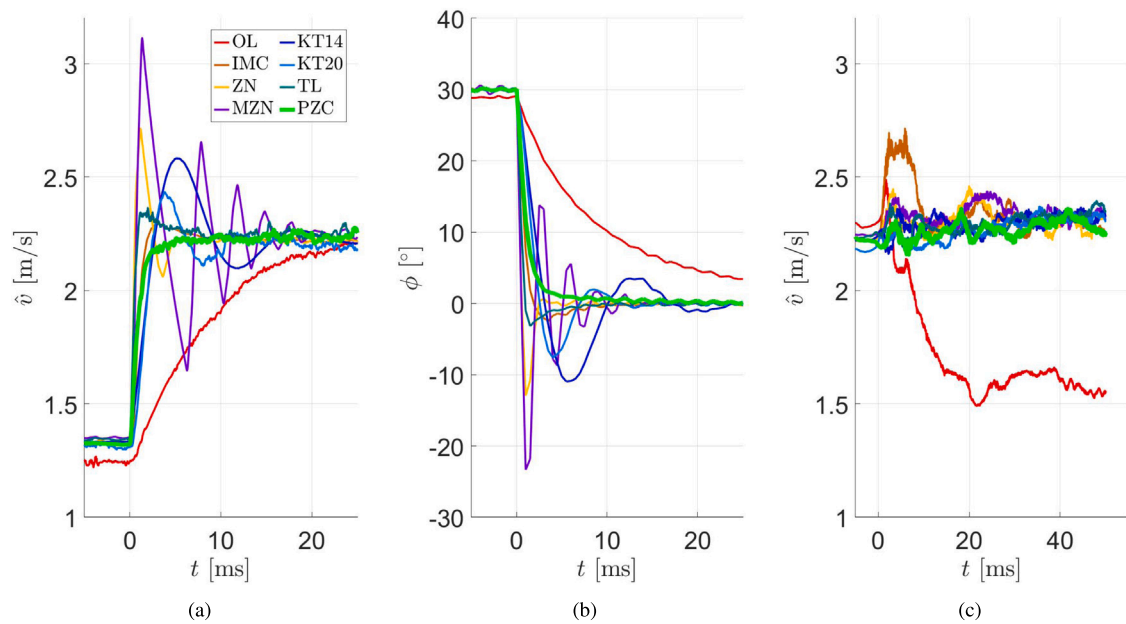 3
2.5
2
1.5
1
v̂ [m/s]
0 10 20
t [ms]
(a)
OL KT14
IMC KT20
ZN TL
MZN PZC
40
30
20
10
0
-10
-20
-30
ϕ [°]
0 10 20
t [ms]
(b)
3
2.5
2
1.5
1
v̂ [m/s]
0 20 40
t [ms]
(c)